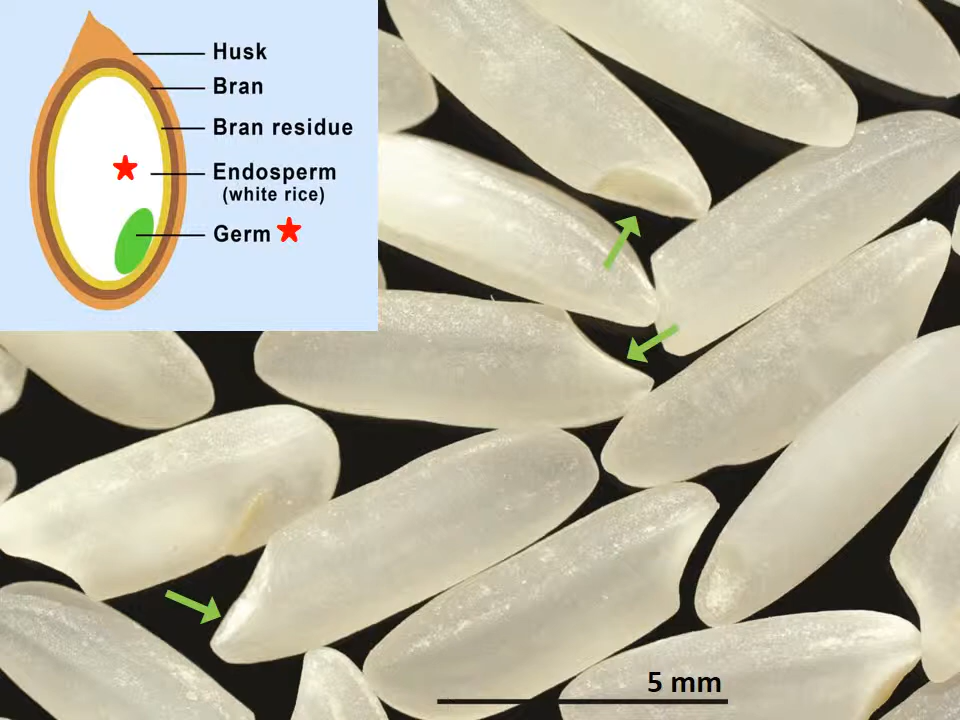 Husk
Bran
Bran residue
Endosperm
(white rice)
Germ
5 mm